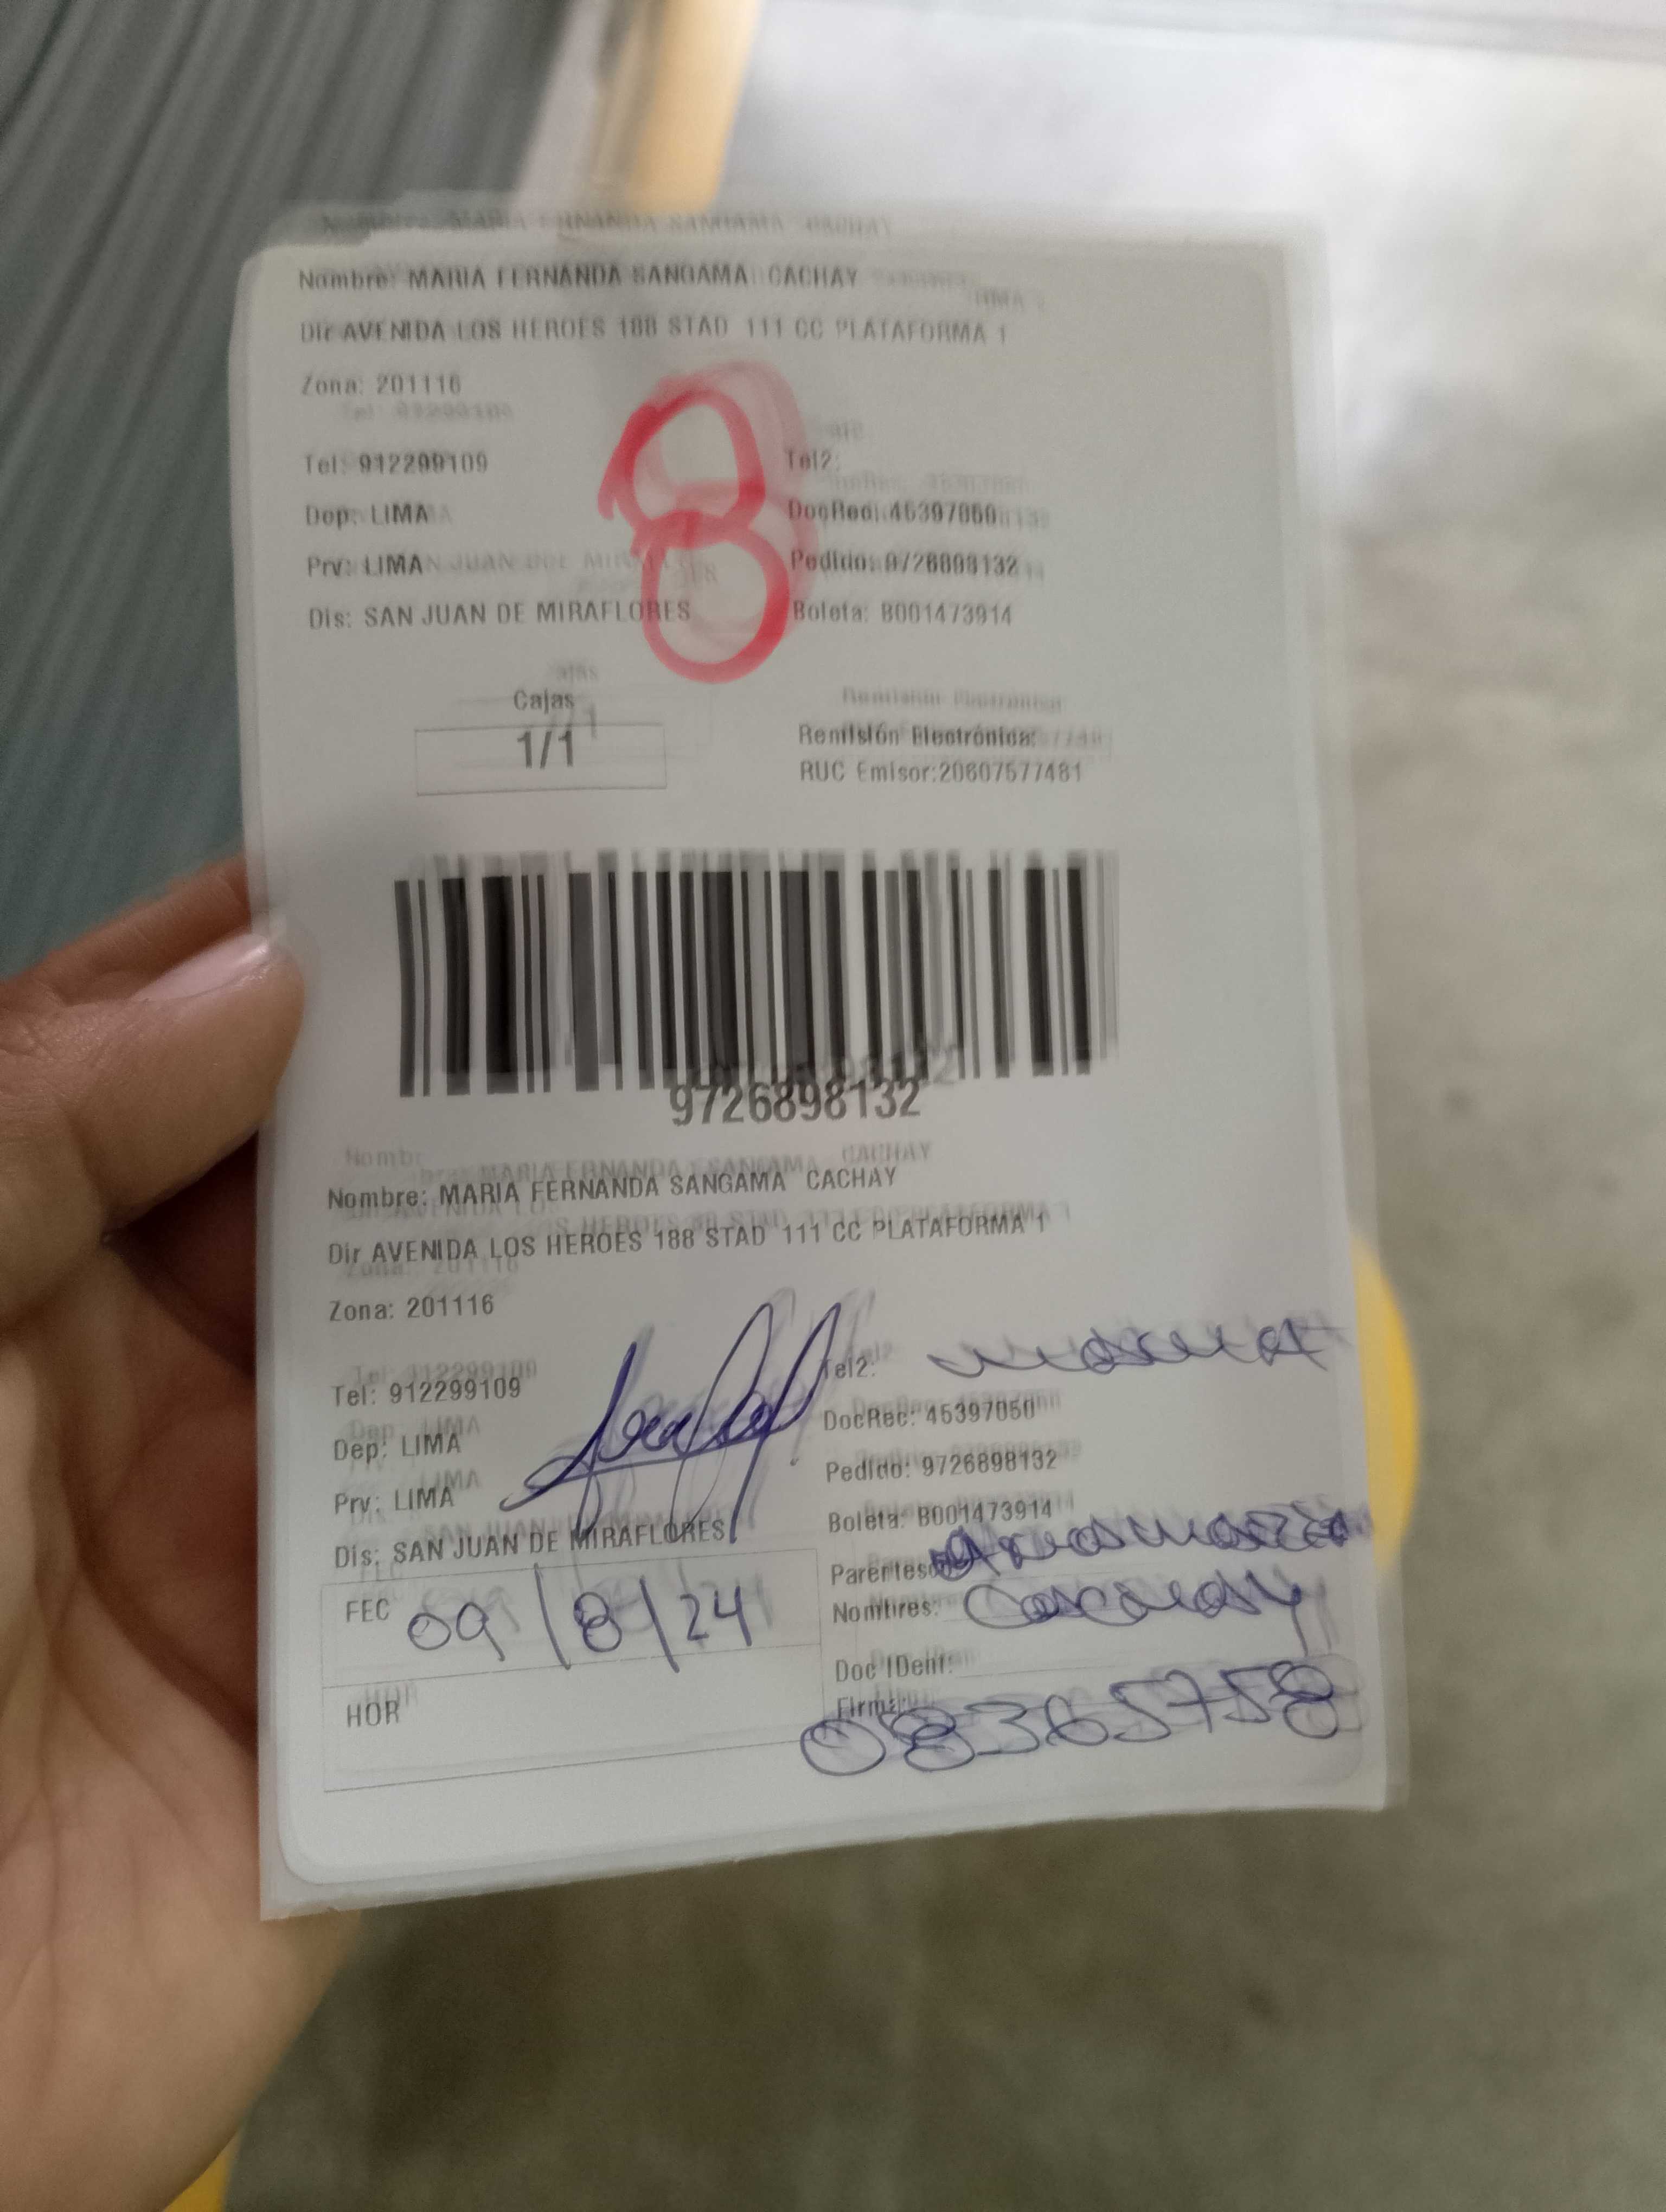 Nombre: MARIA FERNANDA SANGAMA CACHAY
Dir AVENIDA LOS HEROES 188 STAD 111 CC PLATAFORMA 1
Zona: 201116
8
Tel: 912299109 Tel2:
Dep: LIMA DocRec: 45397050
Prv: LIMA Pedido: 9726898132
Dis: SAN JUAN DE MIRAFLORES Boleta: B001473914
Cajas
1/1
Remisión Electrónica:
RUC Emisor:20607577481
9726898132
Nombre: MARIA FERNANDA SANGAMA CACHAY
Dir AVENIDA LOS HEROES 188 STAD 111 CC PLATAFORMA 1
Zona: 201116
Tel: 912299109 Tel2:
Dep: LIMA DocRec: 45397050
Prv: LIMA Pedido: 9726898132
Dis: SAN JUAN DE MIRAFLORES Boleta: B001473914
Parentesco:
FEC 09/8/24 Nombres:
Doc IDent:
HOR Firma:
08365758